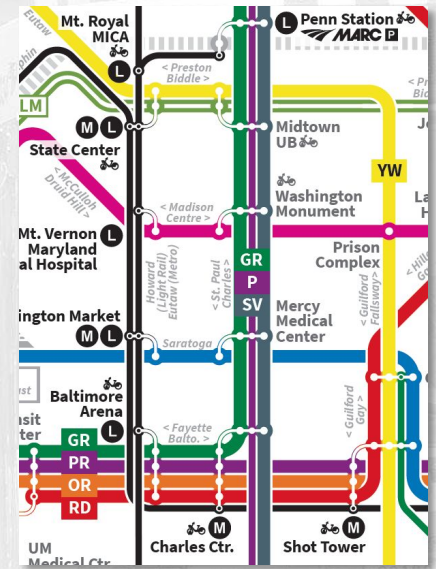 Eutow
Mt. Royal
MICA
L
L Penn Station
MARC P
< Preston
Biddle >
LM
M L
State Center
Midtown
UB
< McCulloh
Druid Hill >
YW
Washington
Monument
< Madison
Centre >
Mt. Vernon
Maryland
al Hospital
L
Prison
Complex
Howard
(Light Rail)
Eutaw (Metro)
< St. Paul
Charles >
GR
P
SV
< Guilford
Fallsway >
Mercy
Medical
Center
ington Market
M L
Saratoga
Baltimore
Arena
L
< Fayette
Balto. >
< Guilford
Gay >
ter
GR
PR
OR
RD
M
Charles Ctr.
M
Shot Tower
UM
Medical Ctr